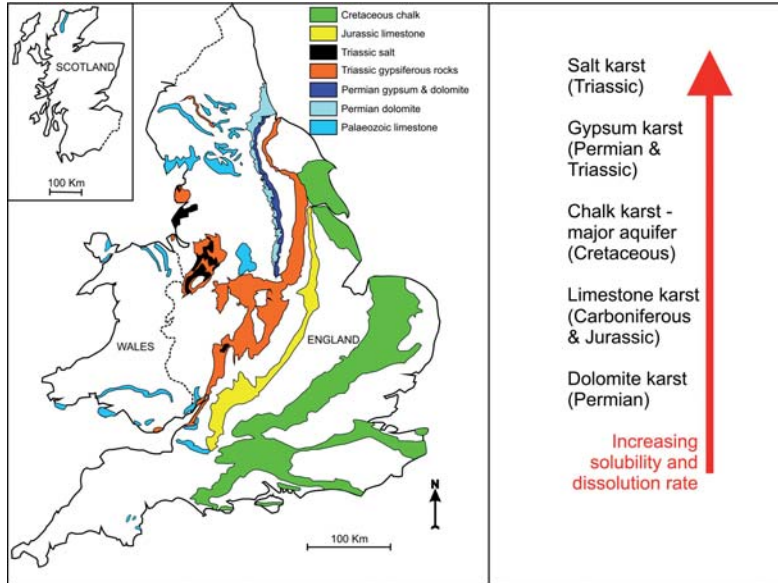 SCOTLAND
100 Km
Cretaceous chalk
Jurassic limestone
Triassic salt
Triassic gypsiferous rocks
Permian gypsum & dolomite
Permian dolomite
Palaeozoic limestone
WALES
ENGLAND
N
100 Km
Salt karst
(Triassic)
Gypsum karst
(Permian &
Triassic)
Chalk karst -
major aquifer
(Cretaceous)
Limestone karst
(Carboniferous
& Jurassic)
Dolomite karst
(Permian)
Increasing
solubility and
dissolution rate